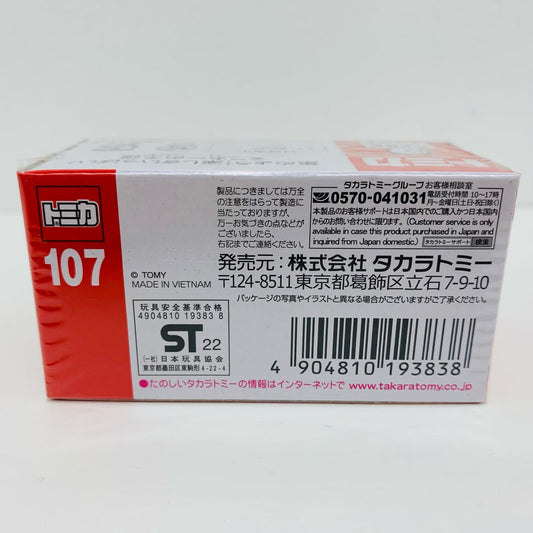 トミカ
107
© TOMY
MADE IN VIETNAM
製品につきましては万全
の注意をはらって製造に
当たっておりますが、
万一お気づきの点などが
ございましたら、
右記までご連絡ください。
タカラトミーグループお客様相談室
0570-041031
電話受付時間 10〜17時
月〜金曜日(土・日・祝日除く)
本製品のお客様サポートは日本国内でのご購入かつ日本国内
からのお問い合わせに限ります。(Customer service is only
available in case this product purchased in Japan and
inquired from Japan domestic.)
タカラトミーサポート 検索
発売元：株式会社 タカラトミー
〒124-8511 東京都葛飾区立石7-9-10
パッケージの写真やイラストと異なる場合がございますがご了承ください。
玩具安全基準合格
4904810 19383 8
ST 22
(一社)日本玩具協会
東京都墨田区東駒形4-22-4
4 904810 193838
●たのしいタカラトミーの情報はインターネットで www.takaratomy.co.jp